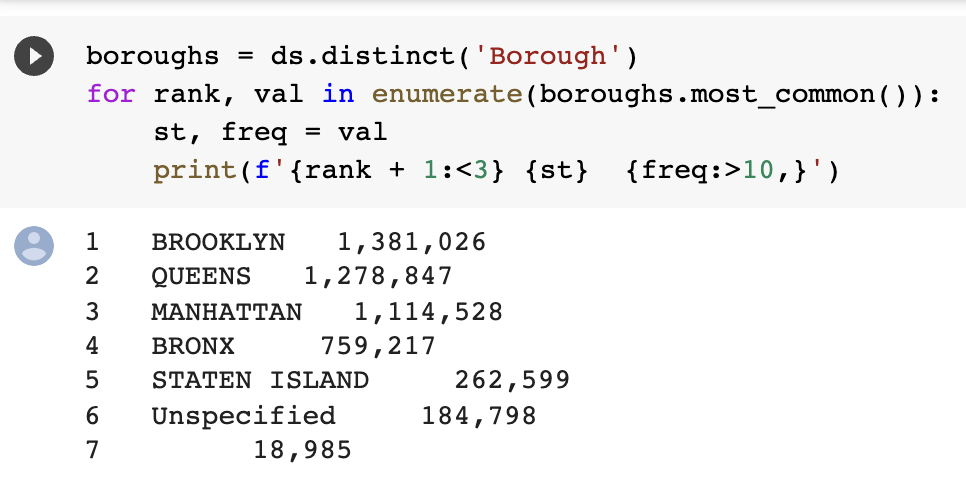 boroughs = ds.distinct('Borough')
for rank, val in enumerate(boroughs.most_common()):
    st, freq = val
    print(f'{rank + 1:<3} {st}  {freq:>10,}')
1   BROOKLYN   1,381,026
2   QUEENS   1,278,847
3   MANHATTAN   1,114,528
4   BRONX     759,217
5   STATEN ISLAND     262,599
6   Unspecified     184,798
7         18,985